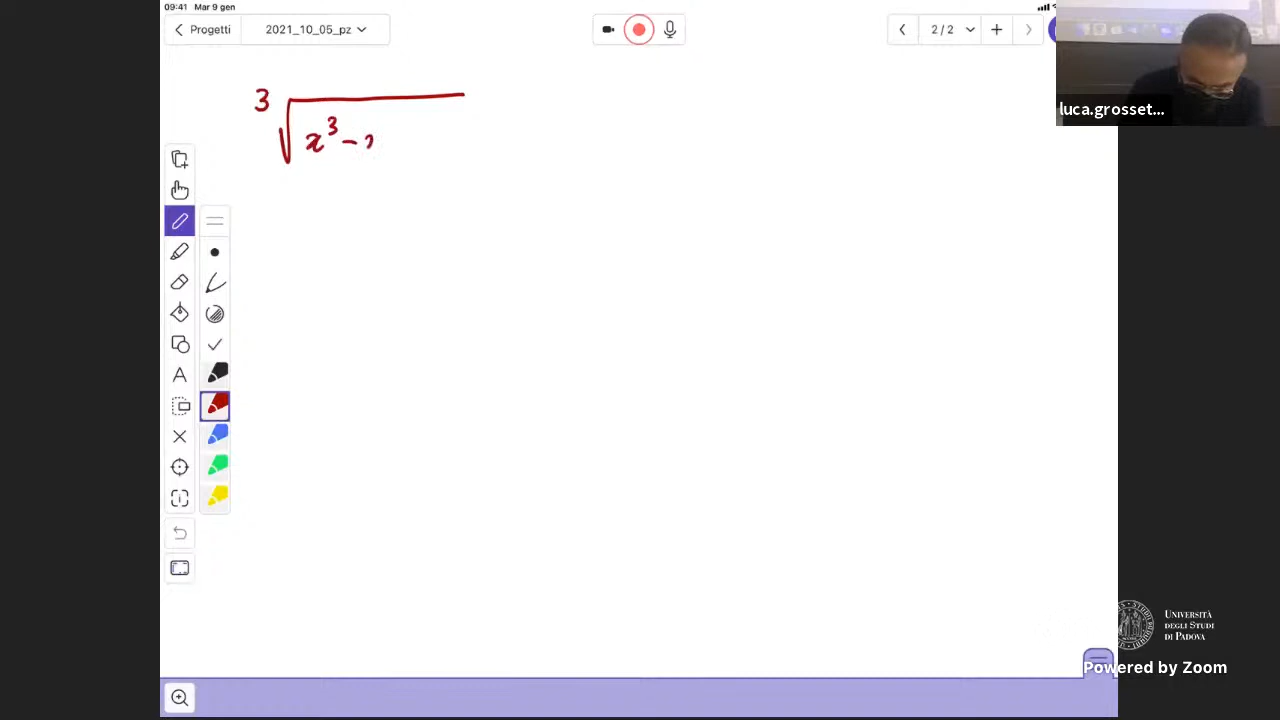 09:41 Mar 9 gen
Progetti
2021_10_05_pz
2/2
luca.grosset...
3√x³ -
A
UNIVERSITÀ
DEGLI STUDI
DI PADOVA
Powered by Zoom